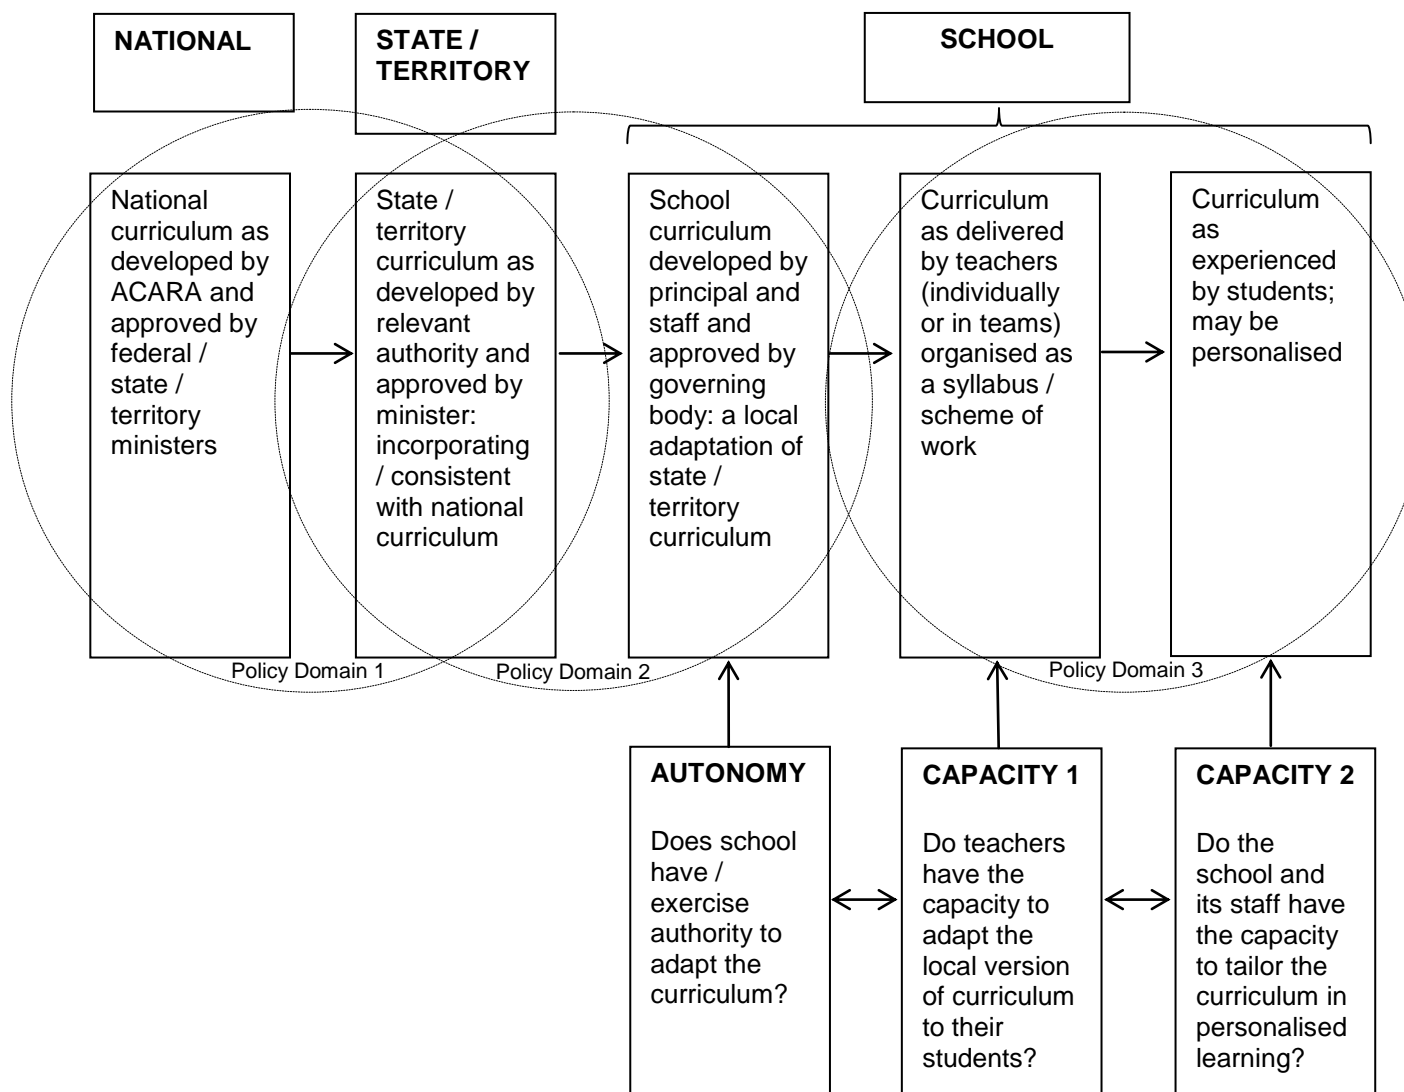 NATIONAL
STATE /
TERRITORY
SCHOOL
National
curriculum as
developed by
ACARA and
approved by
federal /
state /
territory
ministers
State /
territory
curriculum as
developed by
relevant
authority and
approved by
minister:
incorporating
/ consistent
with national
curriculum
School
curriculum
developed by
principal and
staff and
approved by
governing
body: a local
adaptation of
state /
territory
curriculum
Curriculum
as delivered
by teachers
(individually
or in teams)
organised as
a syllabus /
scheme of
work
Curriculum
as
experienced
by students;
may be
personalised
Policy Domain 1
Policy Domain 2
Policy Domain 3
AUTONOMY
Does school
have /
exercise
authority to
adapt the
curriculum?
CAPACITY 1
Do teachers
have the
capacity to
adapt the
local version
of curriculum
to their
students?
CAPACITY 2
Do the
school and
its staff have
the capacity
to tailor the
curriculum in
personalised
learning?